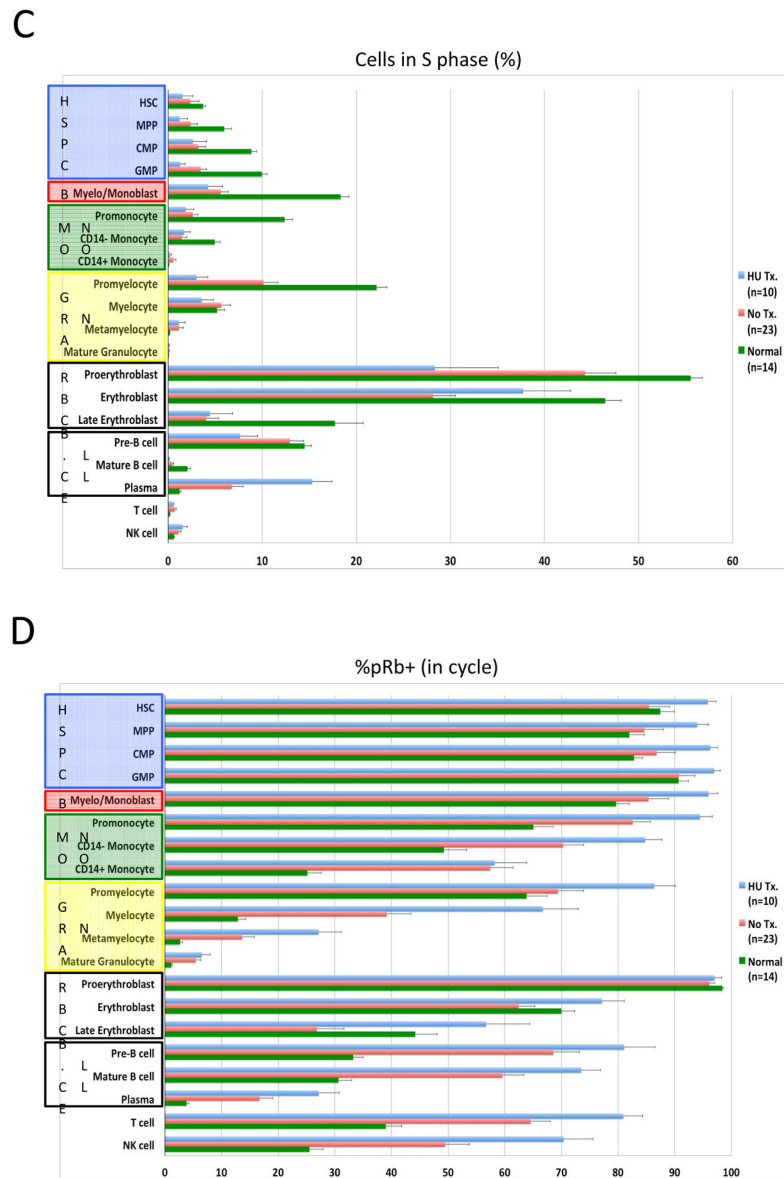 C
Cells in S phase (%)
H S P C
HSC
MPP
CMP
GMP
B Myelo/Monoblast
M O N O
Promonocyte
CD14- Monocyte
CD14+ Monocyte
G R A N
Promyelocyte
Myelocyte
Metamyelocyte
Mature Granulocyte
R B C
Proerythroblast
Erythroblast
Late Erythroblast
B . C E L L
Pre-B cell
Mature B cell
Plasma
T cell
NK cell
0 10 20 30 40 50 60
HU Tx.
(n=10)
No Tx.
(n=23)
Normal
(n=14)
D
%pRb+ (in cycle)
H S P C
HSC
MPP
CMP
GMP
B Myelo/Monoblast
M O N O
Promonocyte
CD14- Monocyte
CD14+ Monocyte
G R A N
Promyelocyte
Myelocyte
Metamyelocyte
Mature Granulocyte
R B C
Proerythroblast
Erythroblast
Late Erythroblast
B . C E L L
Pre-B cell
Mature B cell
Plasma
T cell
NK cell
0 10 20 30 40 50 60 70 80 90 100
HU Tx.
(n=10)
No Tx.
(n=23)
Normal
(n=14)